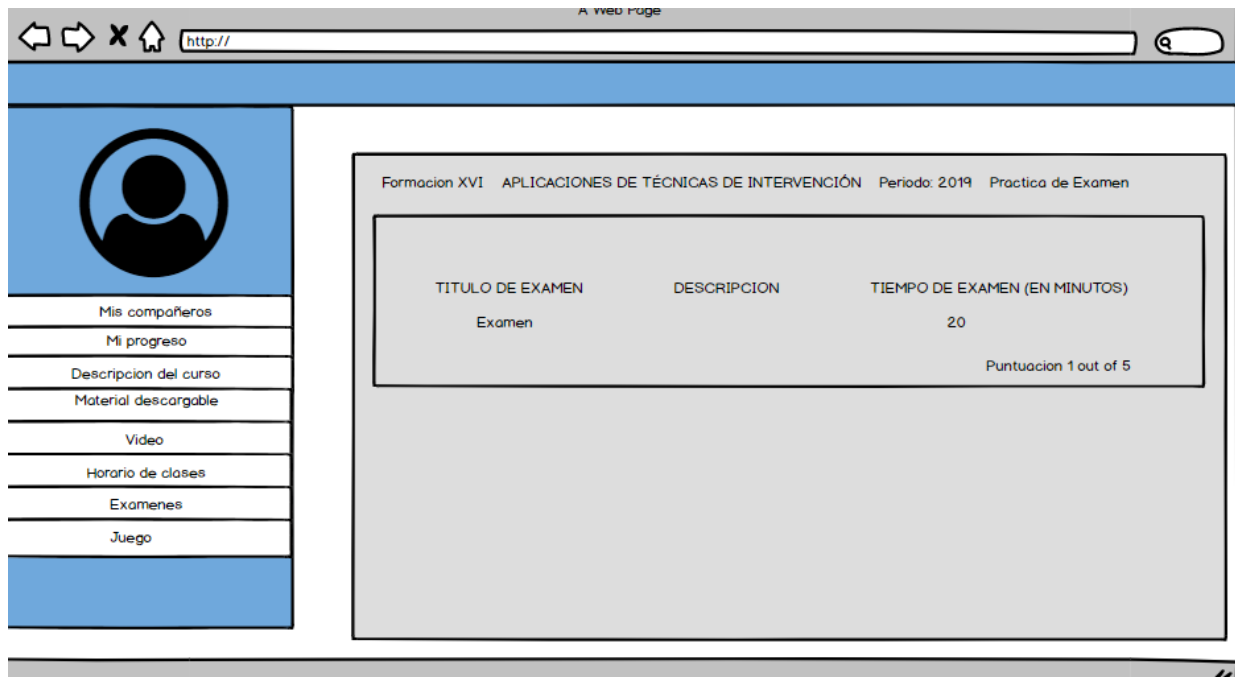 A Web Page
http://
Formacion XVI APLICACIONES DE TÉCNICAS DE INTERVENCIÓN Periodo: 2019 Practica de Examen
TITULO DE EXAMEN DESCRIPCION TIEMPO DE EXAMEN (EN MINUTOS)
Examen 20
Puntuacion 1 out of 5
Mis compañeros
Mi progreso
Descripcion del curso
Material descargable
Video
Horario de clases
Examenes
Juego